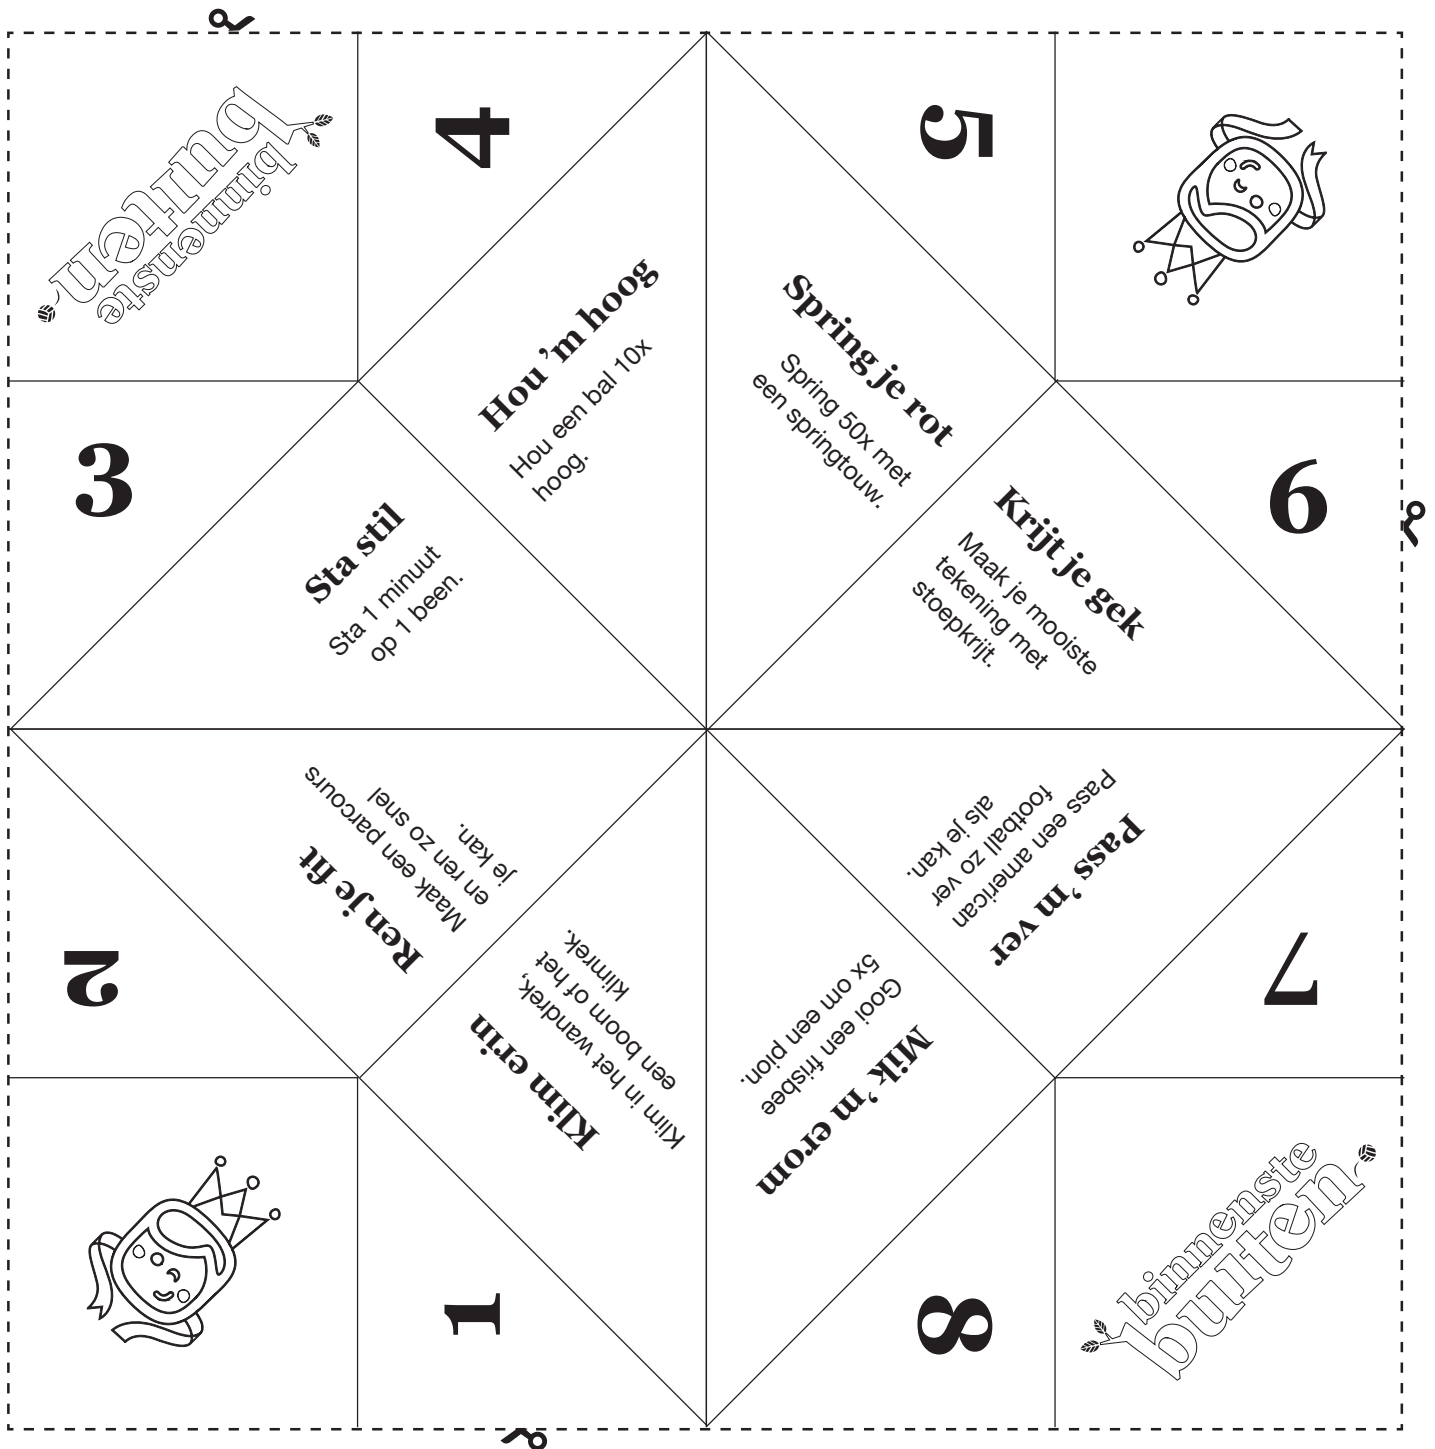 binnenste
buiten
4
5
3
6
Hou ’m hoog
Hou een bal 10x
hoog.
Spring je rot
Spring 50x met
een springtouw.
Sta stil
Sta 1 minuut
op 1 been.
Krijt je gek
Maak je mooiste
tekening met
stoepkrijt.
Ren je fit
Maak een parcours
en ren zo snel
je kan.
Pass ’m ver
Pass een american
football zo ver
als je kan.
Klim erin
Klim in het wandrek,
een boom of het
klimrek.
Mik ’m erom
Gooi een frisbee
5x om een pion.
2
7
1
8
binnenste
buiten